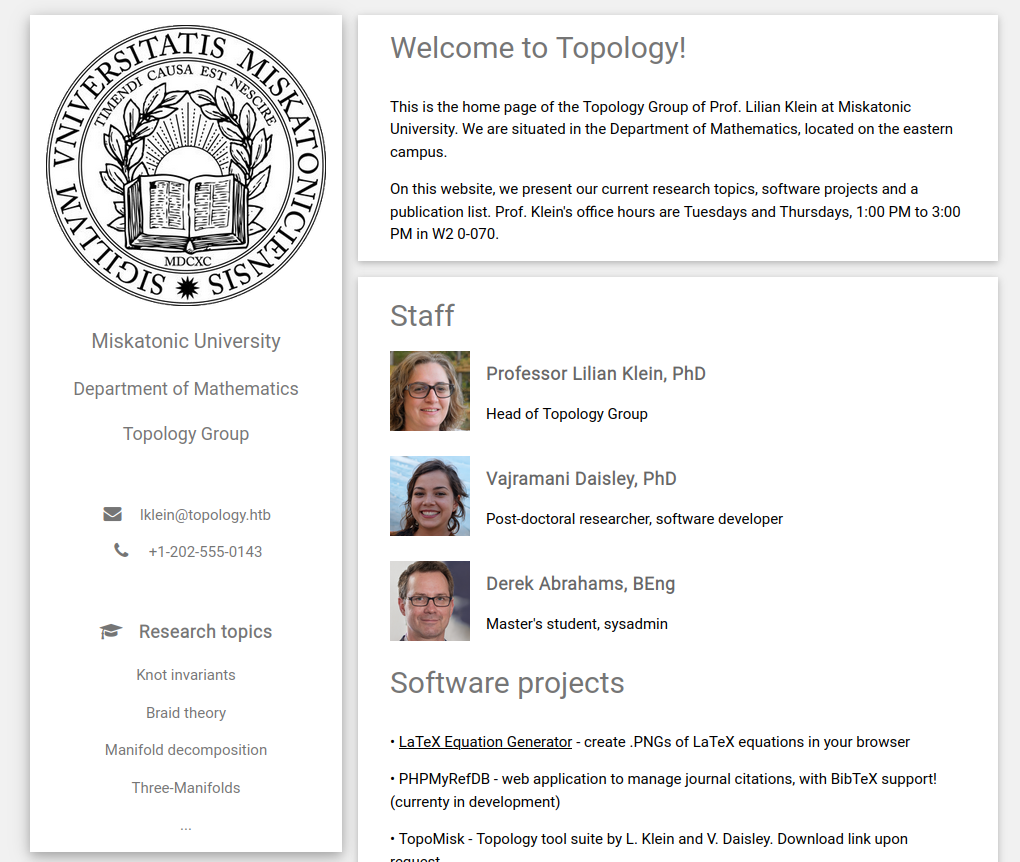 SIGILLVM VNIVERSITATIS MISKATONICIENSIS
TIMENDI CAUSA EST NESCIRE
MDCXC
Miskatonic University
Department of Mathematics
Topology Group
lklein@topology.htb
+1-202-555-0143
Research topics
Knot invariants
Braid theory
Manifold decomposition
Three-Manifolds
...
Welcome to Topology!
This is the home page of the Topology Group of Prof. Lilian Klein at Miskatonic
University. We are situated in the Department of Mathematics, located on the eastern
campus.
On this website, we present our current research topics, software projects and a
publication list. Prof. Klein's office hours are Tuesdays and Thursdays, 1:00 PM to 3:00
PM in W2 0-070.
Staff
Professor Lilian Klein, PhD
Head of Topology Group
Vajramani Daisley, PhD
Post-doctoral researcher, software developer
Derek Abrahams, BEng
Master's student, sysadmin
Software projects
• LaTeX Equation Generator - create .PNGs of LaTeX equations in your browser
• PHPMyRefDB - web application to manage journal citations, with BibTeX support!
(currenty in development)
• TopoMisk - Topology tool suite by L. Klein and V. Daisley. Download link upon
request